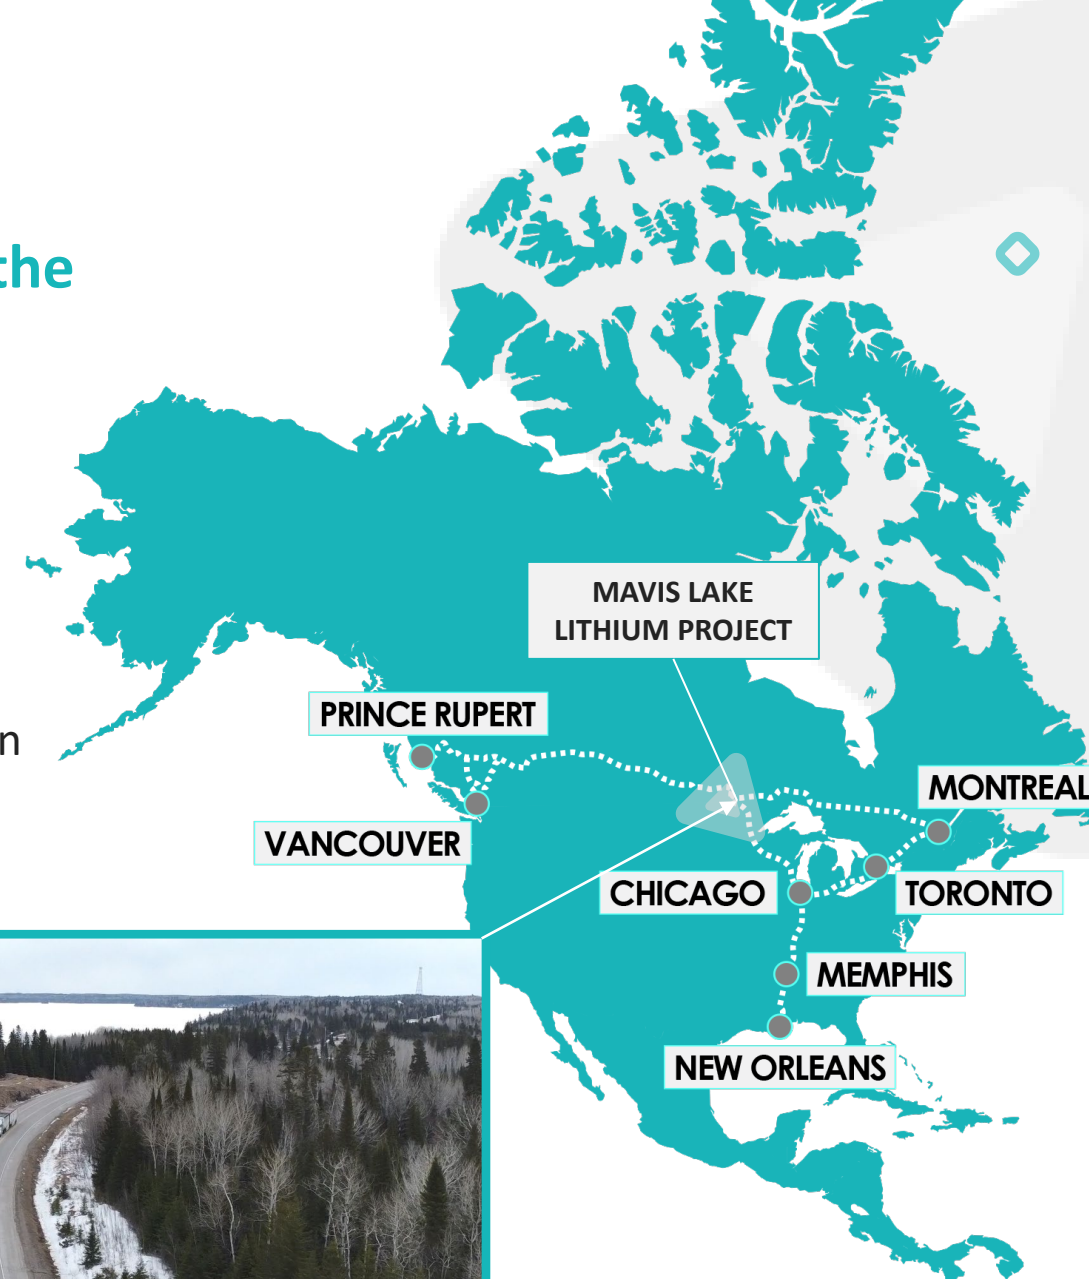 the
MAVIS LAKE
LITHIUM PROJECT
PRINCE RUPERT
n
MONTREAL
VANCOUVER
CHICAGO
TORONTO
MEMPHIS
NEW ORLEANS